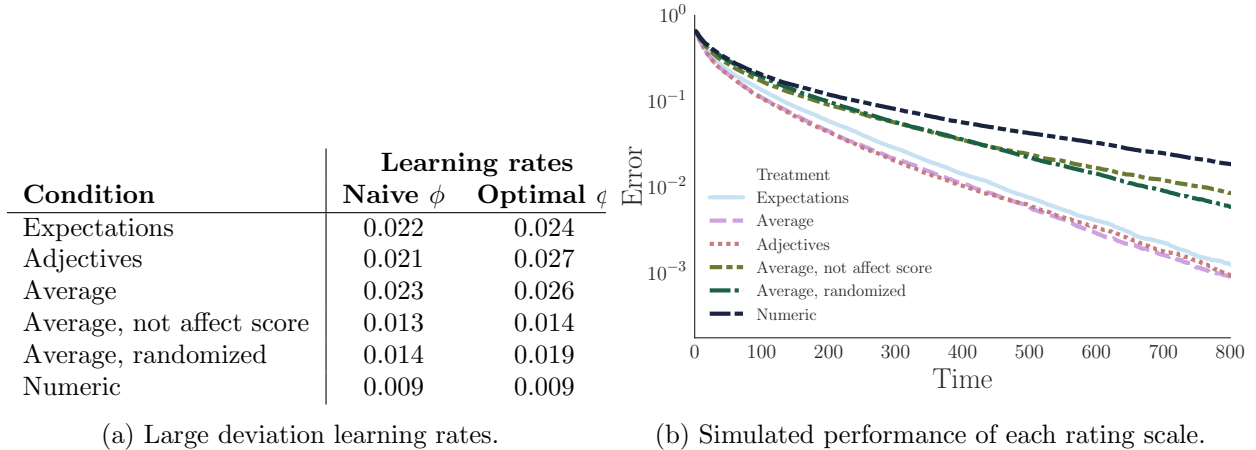 Learning rates
Condition Naive ϕ Optimal ϕ
Expectations 0.022 0.024
Adjectives 0.021 0.027
Average 0.023 0.026
Average, not affect score 0.013 0.014
Average, randomized 0.014 0.019
Numeric 0.009 0.009
(a) Large deviation learning rates.
10^0
10^-1
10^-2
10^-3
Error
Treatment
Expectations
Average
Adjectives
Average, not affect score
Average, randomized
Numeric
0 100 200 300 400 500 600 700 800
Time
(b) Simulated performance of each rating scale.